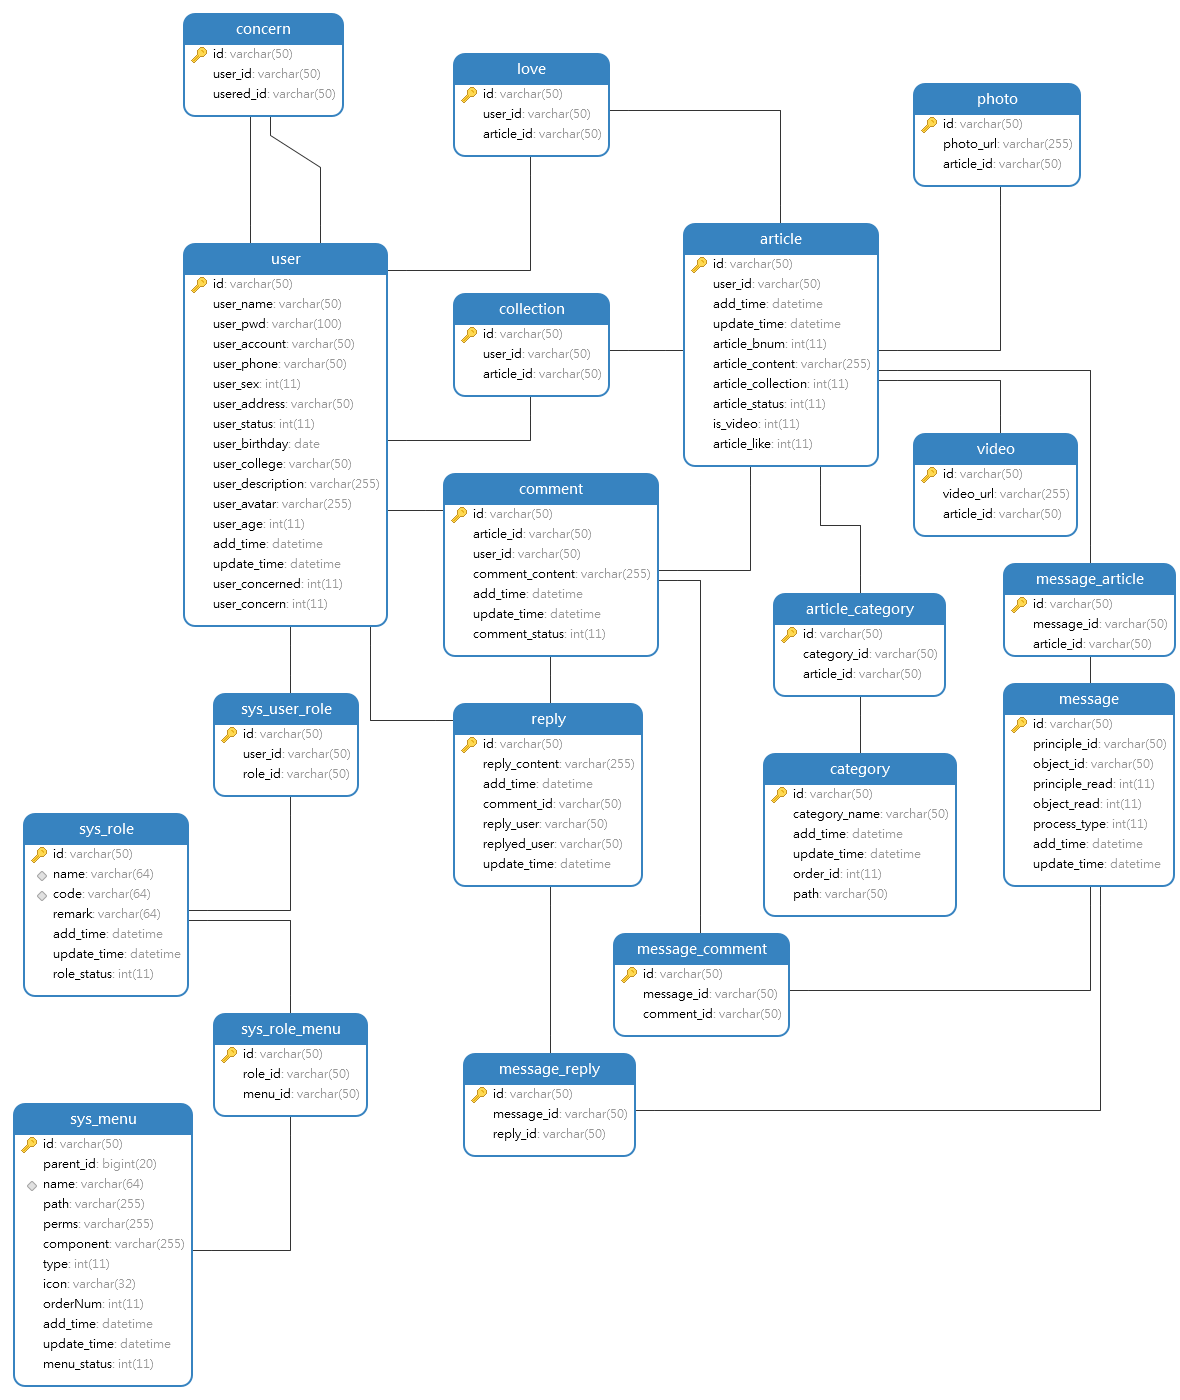 concern
id: varchar(50)
user_id: varchar(50)
usered_id: varchar(50)
love
id: varchar(50)
user_id: varchar(50)
article_id: varchar(50)
photo
id: varchar(50)
photo_url: varchar(255)
article_id: varchar(50)
user
id: varchar(50)
user_name: varchar(50)
user_pwd: varchar(100)
user_account: varchar(50)
user_phone: varchar(50)
user_sex: int(11)
user_address: varchar(50)
user_status: int(11)
user_birthday: date
user_college: varchar(50)
user_description: varchar(255)
user_avatar: varchar(255)
user_age: int(11)
add_time: datetime
update_time: datetime
user_concerned: int(11)
user_concern: int(11)
collection
id: varchar(50)
user_id: varchar(50)
article_id: varchar(50)
article
id: varchar(50)
user_id: varchar(50)
add_time: datetime
update_time: datetime
article_bnum: int(11)
article_content: varchar(255)
article_collection: int(11)
article_status: int(11)
is_video: int(11)
article_like: int(11)
video
id: varchar(50)
video_url: varchar(255)
article_id: varchar(50)
comment
id: varchar(50)
article_id: varchar(50)
user_id: varchar(50)
comment_content: varchar(255)
add_time: datetime
update_time: datetime
comment_status: int(11)
article_category
id: varchar(50)
category_id: varchar(50)
article_id: varchar(50)
message_article
id: varchar(50)
message_id: varchar(50)
article_id: varchar(50)
sys_user_role
id: varchar(50)
user_id: varchar(50)
role_id: varchar(50)
reply
id: varchar(50)
reply_content: varchar(255)
add_time: datetime
comment_id: varchar(50)
reply_user: varchar(50)
replyed_user: varchar(50)
update_time: datetime
category
id: varchar(50)
category_name: varchar(50)
add_time: datetime
update_time: datetime
order_id: int(11)
path: varchar(50)
message
id: varchar(50)
principle_id: varchar(50)
object_id: varchar(50)
principle_read: int(11)
object_read: int(11)
process_type: int(11)
add_time: datetime
update_time: datetime
sys_role
id: varchar(50)
name: varchar(64)
code: varchar(64)
remark: varchar(64)
add_time: datetime
update_time: datetime
role_status: int(11)
message_comment
id: varchar(50)
message_id: varchar(50)
comment_id: varchar(50)
sys_role_menu
id: varchar(50)
role_id: varchar(50)
menu_id: varchar(50)
message_reply
id: varchar(50)
message_id: varchar(50)
reply_id: varchar(50)
sys_menu
id: varchar(50)
parent_id: bigint(20)
name: varchar(64)
path: varchar(255)
perms: varchar(255)
component: varchar(255)
type: int(11)
icon: varchar(32)
orderNum: int(11)
add_time: datetime
update_time: datetime
menu_status: int(11)